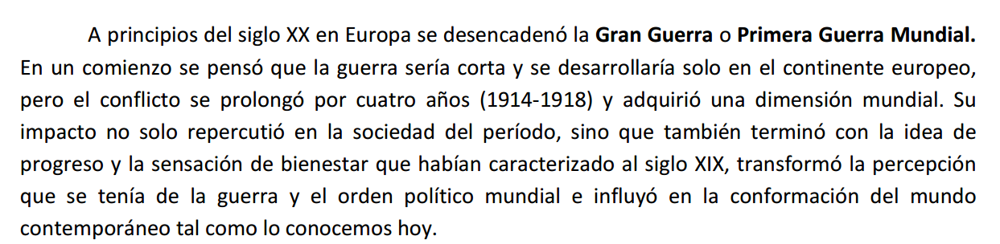 A principios del siglo XX en Europa se desencadenó la Gran Guerra o Primera Guerra Mundial.
En un comienzo se pensó que la guerra sería corta y se desarrollaría solo en el continente europeo,
pero el conflicto se prolongó por cuatro años (1914-1918) y adquirió una dimensión mundial. Su
impacto no solo repercutió en la sociedad del período, sino que también terminó con la idea de
progreso y la sensación de bienestar que habían caracterizado al siglo XIX, transformó la percepción
que se tenía de la guerra y el orden político mundial e influyó en la conformación del mundo
contemporáneo tal como lo conocemos hoy.